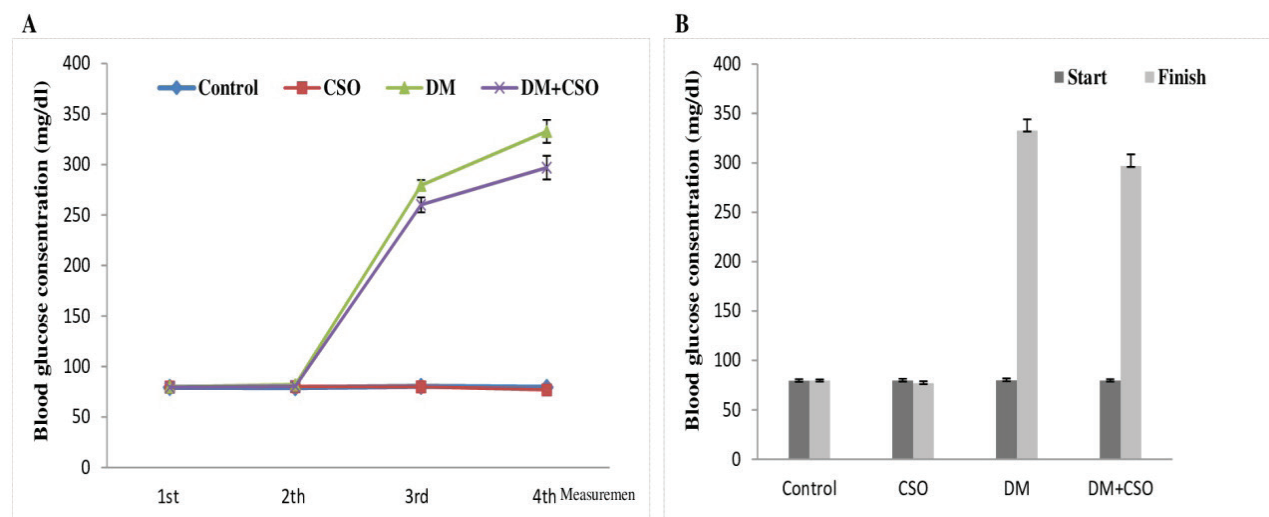 A
Blood glucose consentration (mg/dl)
400
350
300
250
200
150
100
50
0
Control CSO DM DM+CSO
1st 2th 3rd 4th Measuremen
B
Blood glucose consentration (mg/dl)
400
350
300
250
200
150
100
50
0
Start Finish
Control CSO DM DM+CSO